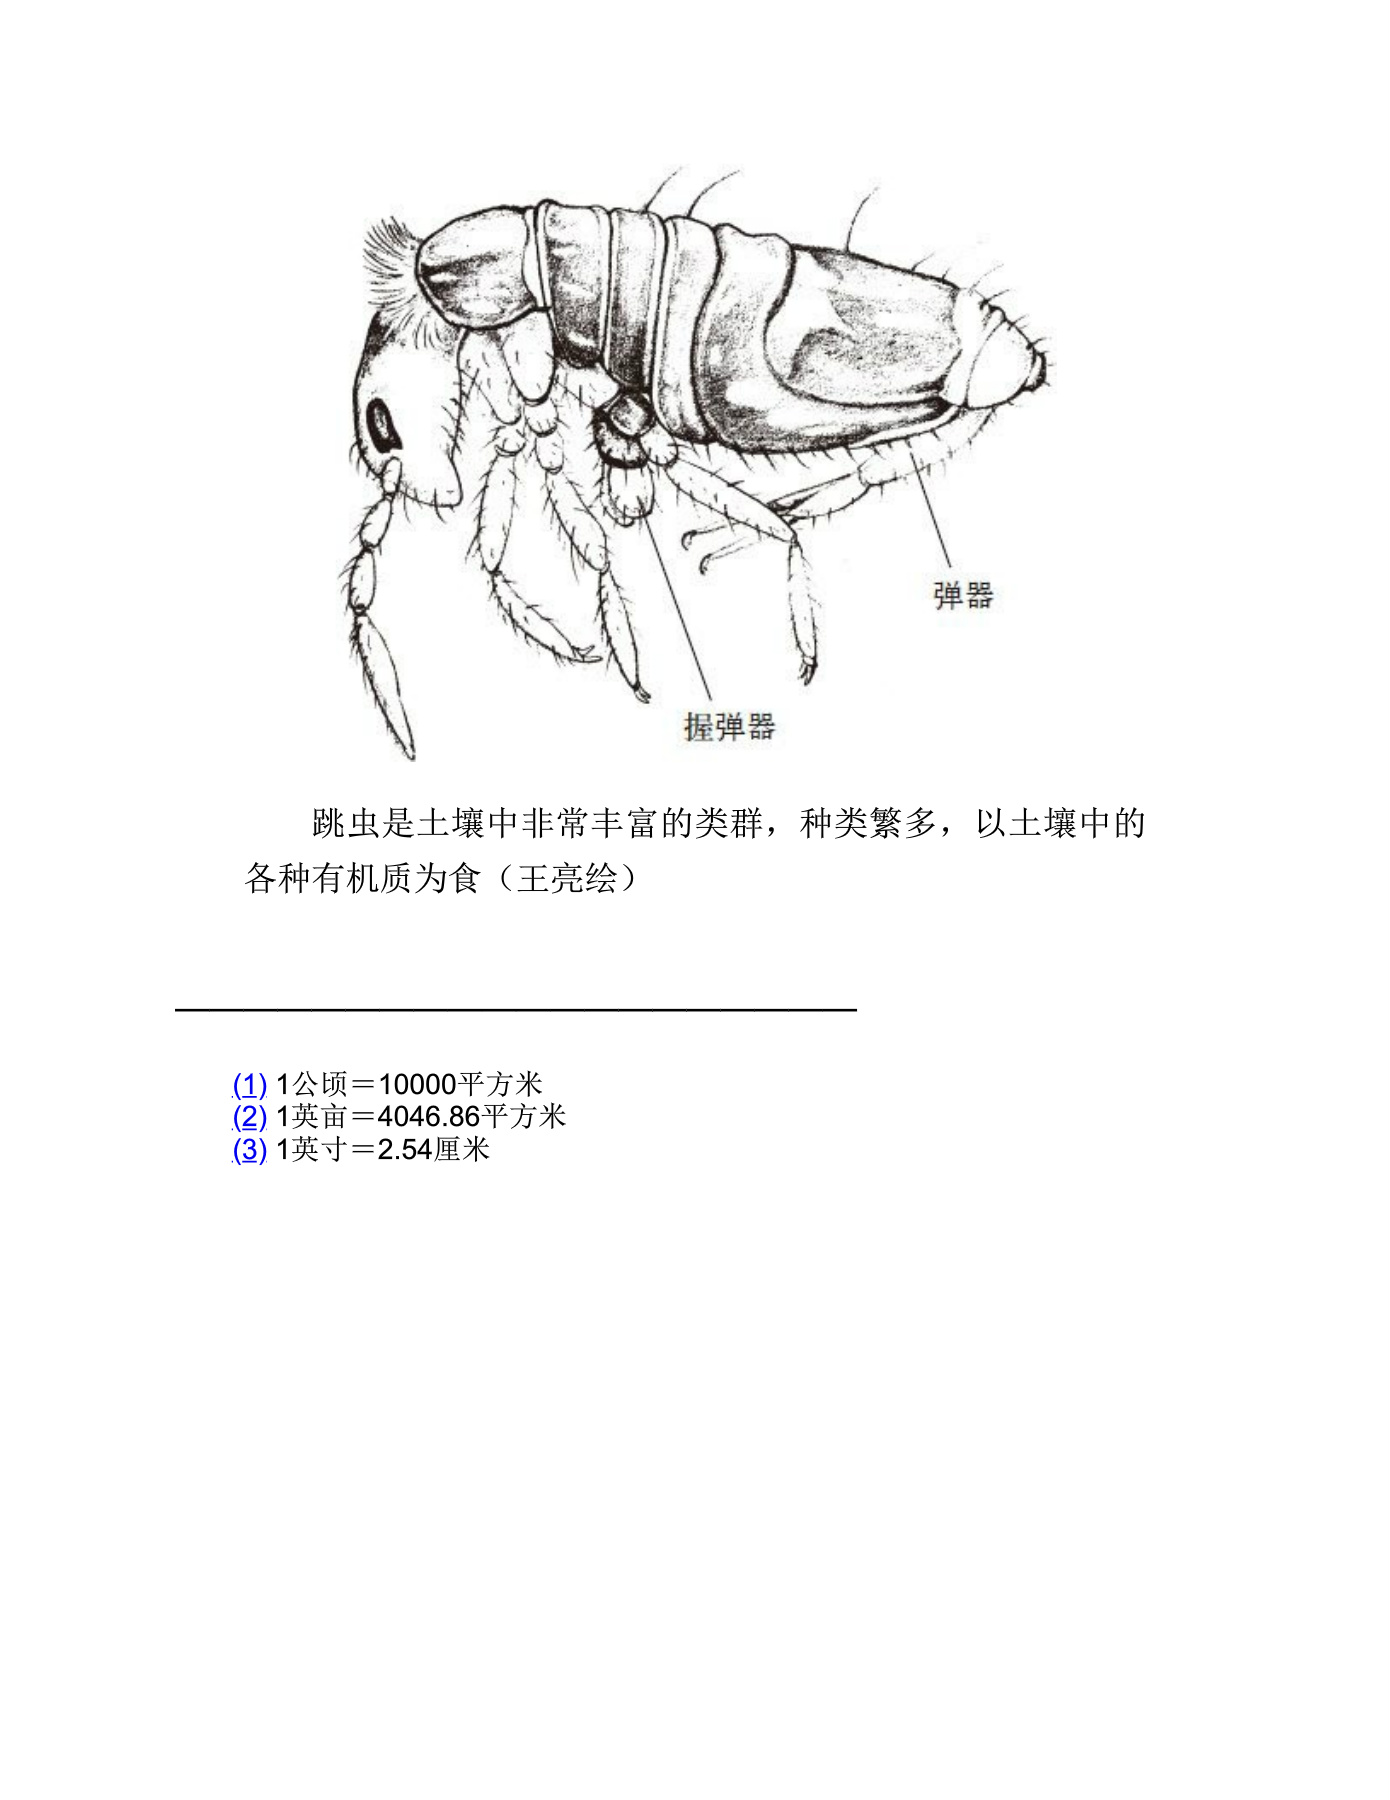 弹器
握弹器
跳虫是土壤中非常丰富的类群，种类繁多，以土壤中的
各种有机质为食（王亮绘）
(1) 1公顷＝10000平方米
(2) 1英亩＝4046.86平方米
(3) 1英寸＝2.54厘米